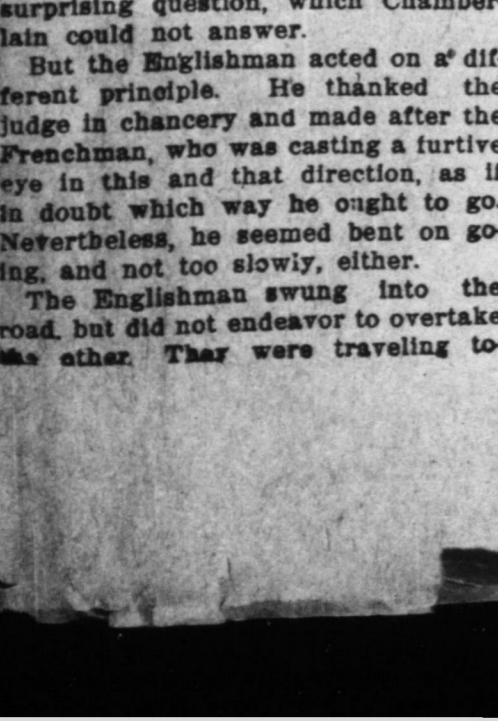 surprising question, which Chamber-
lain could not answer.
But the Englishman acted on a dif-
ferent principle. He thanked the
judge in chancery and made after the
Frenchman, who was casting a furtive
eye in this and that direction, as if
in doubt which way he ought to go.
Nevertheless, he seemed bent on go-
ing, and not too slowly, either.
The Englishman swung into the
road, but did not endeavor to overtake
the other. They were traveling to-